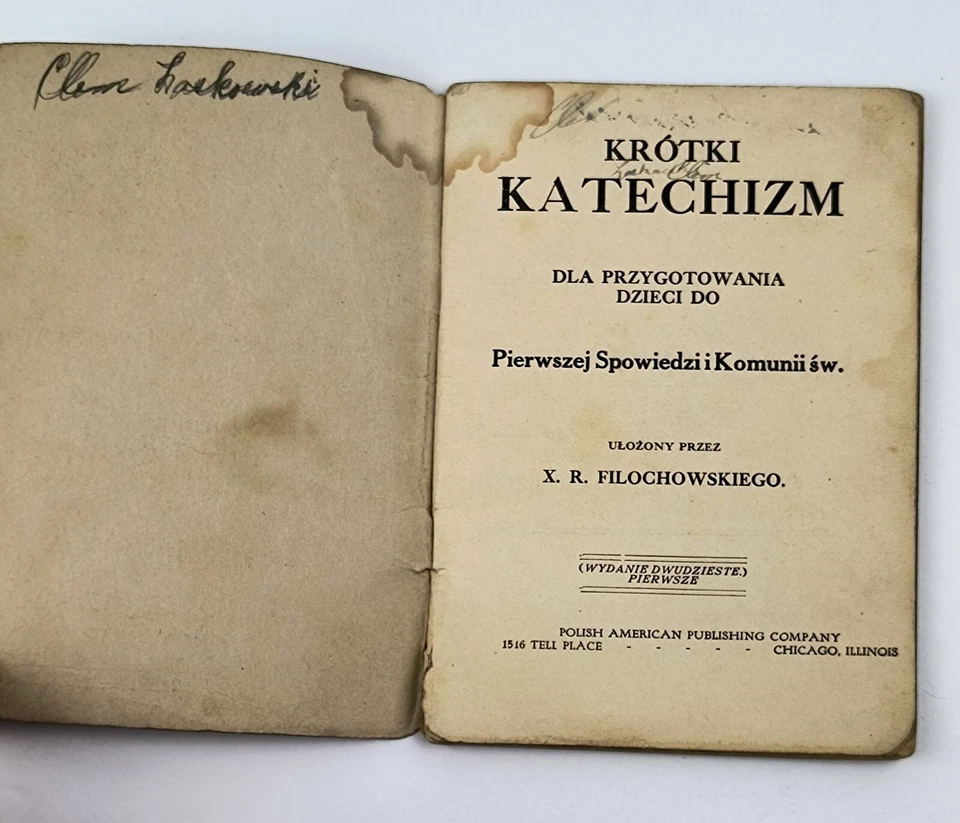 Clem Laskowski
KRÓTKI
Clem
KATECHIZM
DLA PRZYGOTOWANIA
DZIECI DO
Pierwszej Spowiedzi i Komunii św.
UŁOŻONY PRZEZ
X. R. FILOCHOWSKIEGO.
(WYDANIE DWUDZIESTE.)
PIERWSZE
POLISH AMERICAN PUBLISHING COMPANY
1516 TELL PLACE - - - - - CHICAGO, ILLINOIS